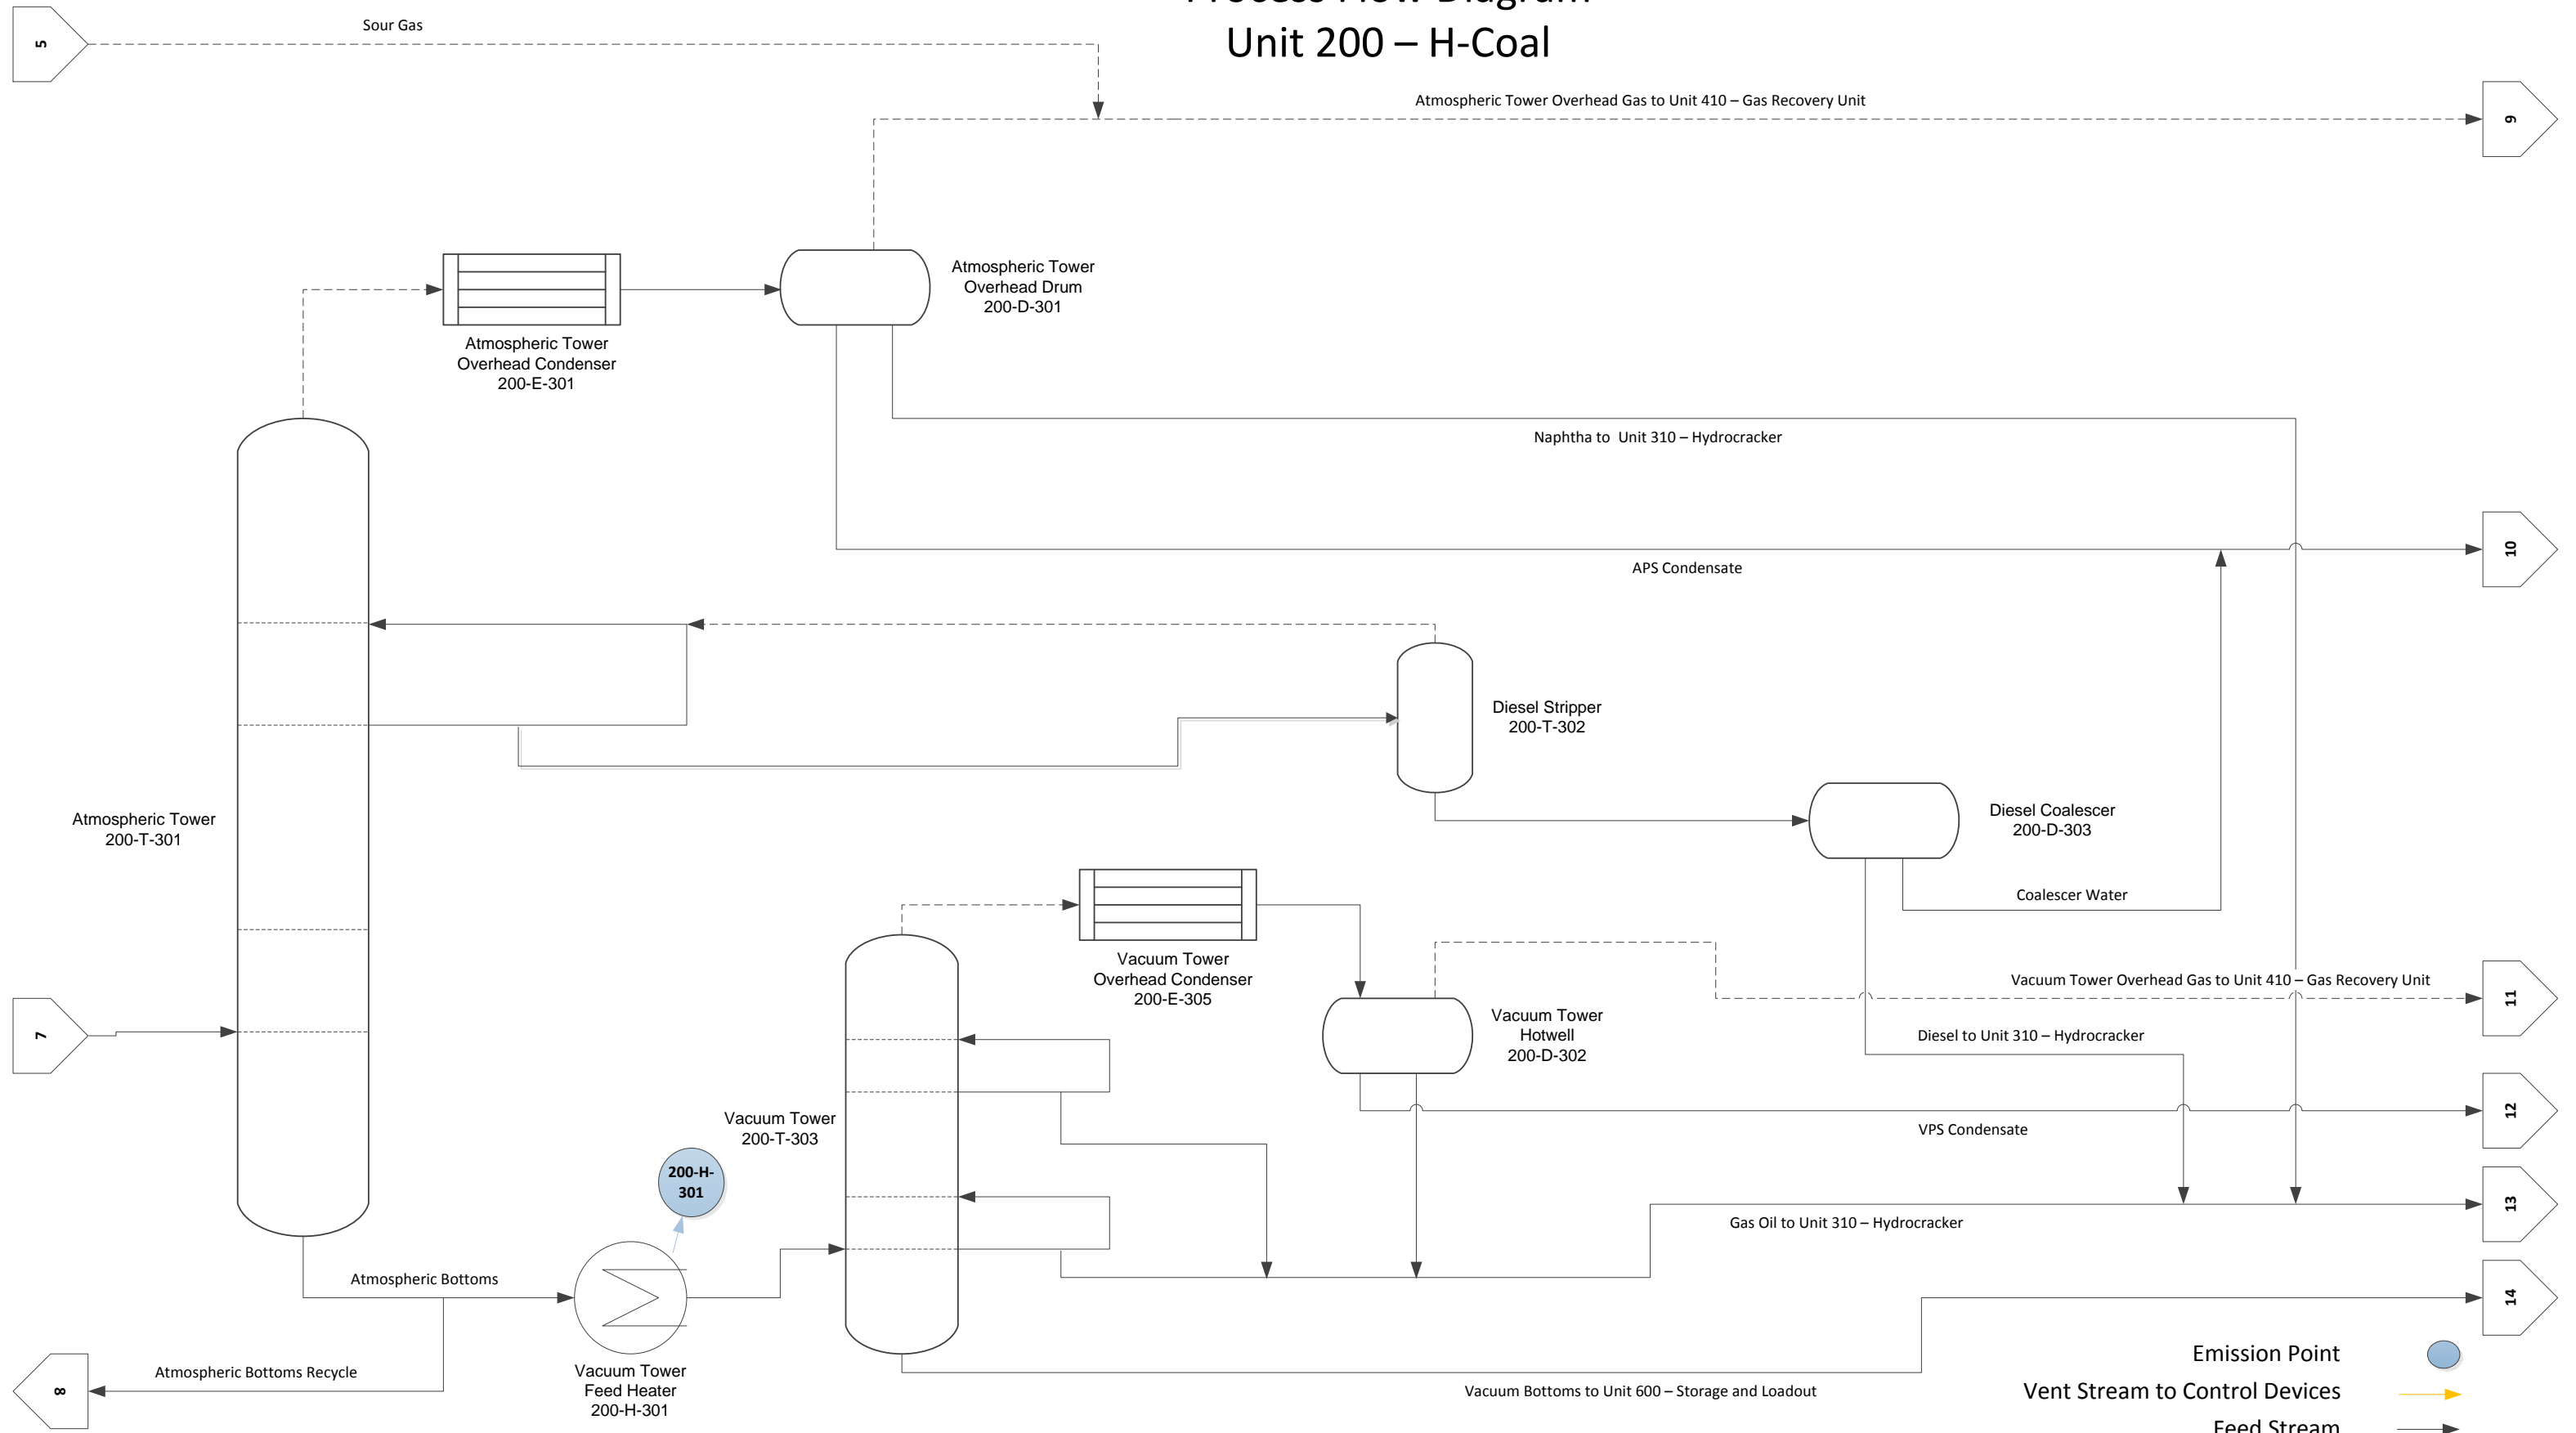 Process Flow Diagram
Unit 200 – H-Coal
5
Sour Gas
Atmospheric Tower Overhead Gas to Unit 410 – Gas Recovery Unit
9
Atmospheric Tower
Overhead Drum
200-D-301
Atmospheric Tower
Overhead Condenser
200-E-301
Naphtha to Unit 310 – Hydrocracker
10
APS Condensate
Diesel Stripper
200-T-302
Atmospheric Tower
200-T-301
Diesel Coalescer
200-D-303
Coalescer Water
Vacuum Tower
Overhead Condenser
200-E-305
Vacuum Tower Overhead Gas to Unit 410 – Gas Recovery Unit
11
7
Vacuum Tower
Hotwell
200-D-302
Diesel to Unit 310 – Hydrocracker
Vacuum Tower
200-T-303
12
VPS Condensate
200-H-
301
13
Gas Oil to Unit 310 – Hydrocracker
Atmospheric Bottoms
14
8
Atmospheric Bottoms Recycle
Vacuum Tower
Feed Heater
200-H-301
Vacuum Bottoms to Unit 600 – Storage and Loadout
Emission Point
Vent Stream to Control Devices
Feed Stream